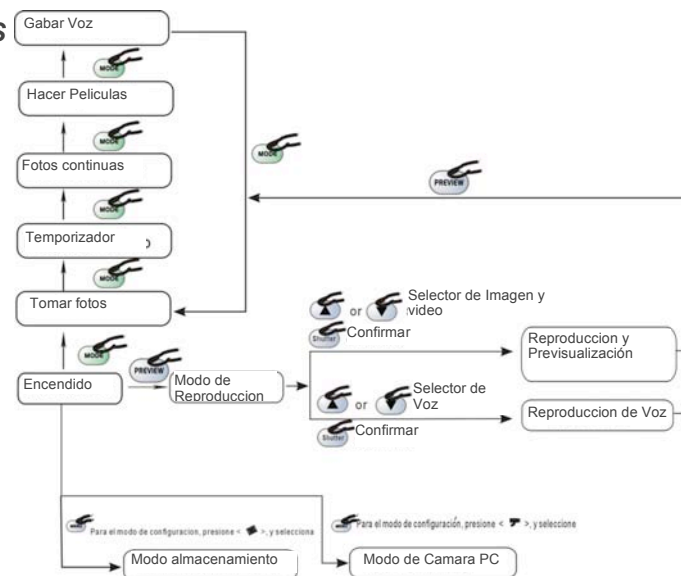 S
Gabar Voz
MODE
Hacer Peliculas
MODE
Fotos continuas
MODE
MODE
PREVIEW
Temporizador
MODE
Tomar fotos
MODE
Encendido
PREVIEW
Modo de
Reproduccion
or
Selector de Imagen y
video
Shutter
Confirmar
Reproduccion y
Previsualización
or
Selector de
Voz
Shutter
Confirmar
Reproduccion de Voz
Para el modo de configuracion, presione < >, y selecciona
Para el modo de configuración, presione < >, y seleccione
Modo almacenamiento
Modo de Camara PC